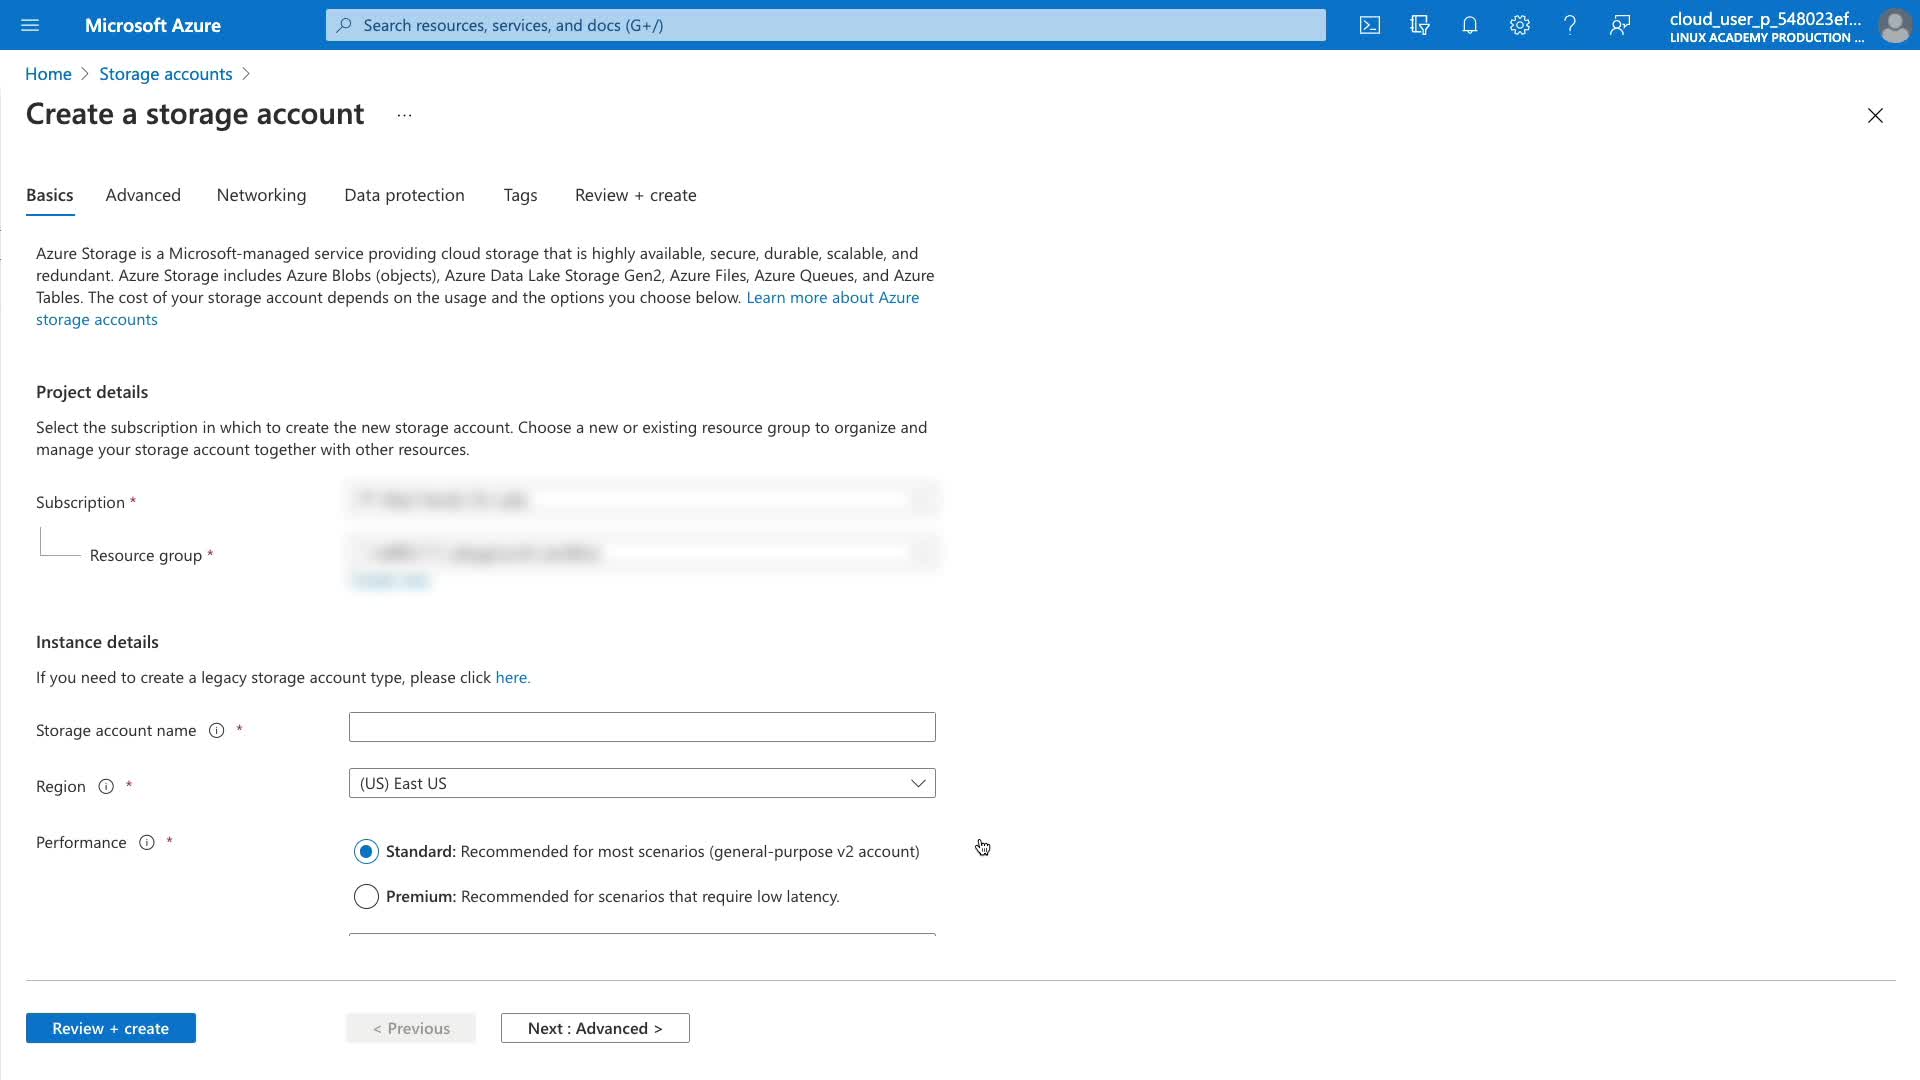 Microsoft Azure
Search resources, services, and docs (G+/)
cloud_user_p_548023ef...
LINUX ACADEMY PRODUCTION ...
Home > Storage accounts >
Create a storage account ...
Basics Advanced Networking Data protection Tags Review + create
Azure Storage is a Microsoft-managed service providing cloud storage that is highly available, secure, durable, scalable, and
redundant. Azure Storage includes Azure Blobs (objects), Azure Data Lake Storage Gen2, Azure Files, Azure Queues, and Azure
Tables. The cost of your storage account depends on the usage and the options you choose below. Learn more about Azure
storage accounts
Project details
Select the subscription in which to create the new storage account. Choose a new or existing resource group to organize and
manage your storage account together with other resources.
Subscription *
Resource group *
Instance details
If you need to create a legacy storage account type, please click here.
Storage account name *
Region * (US) East US
Performance *
Standard: Recommended for most scenarios (general-purpose v2 account)
Premium: Recommended for scenarios that require low latency.
Review + create < Previous Next : Advanced >